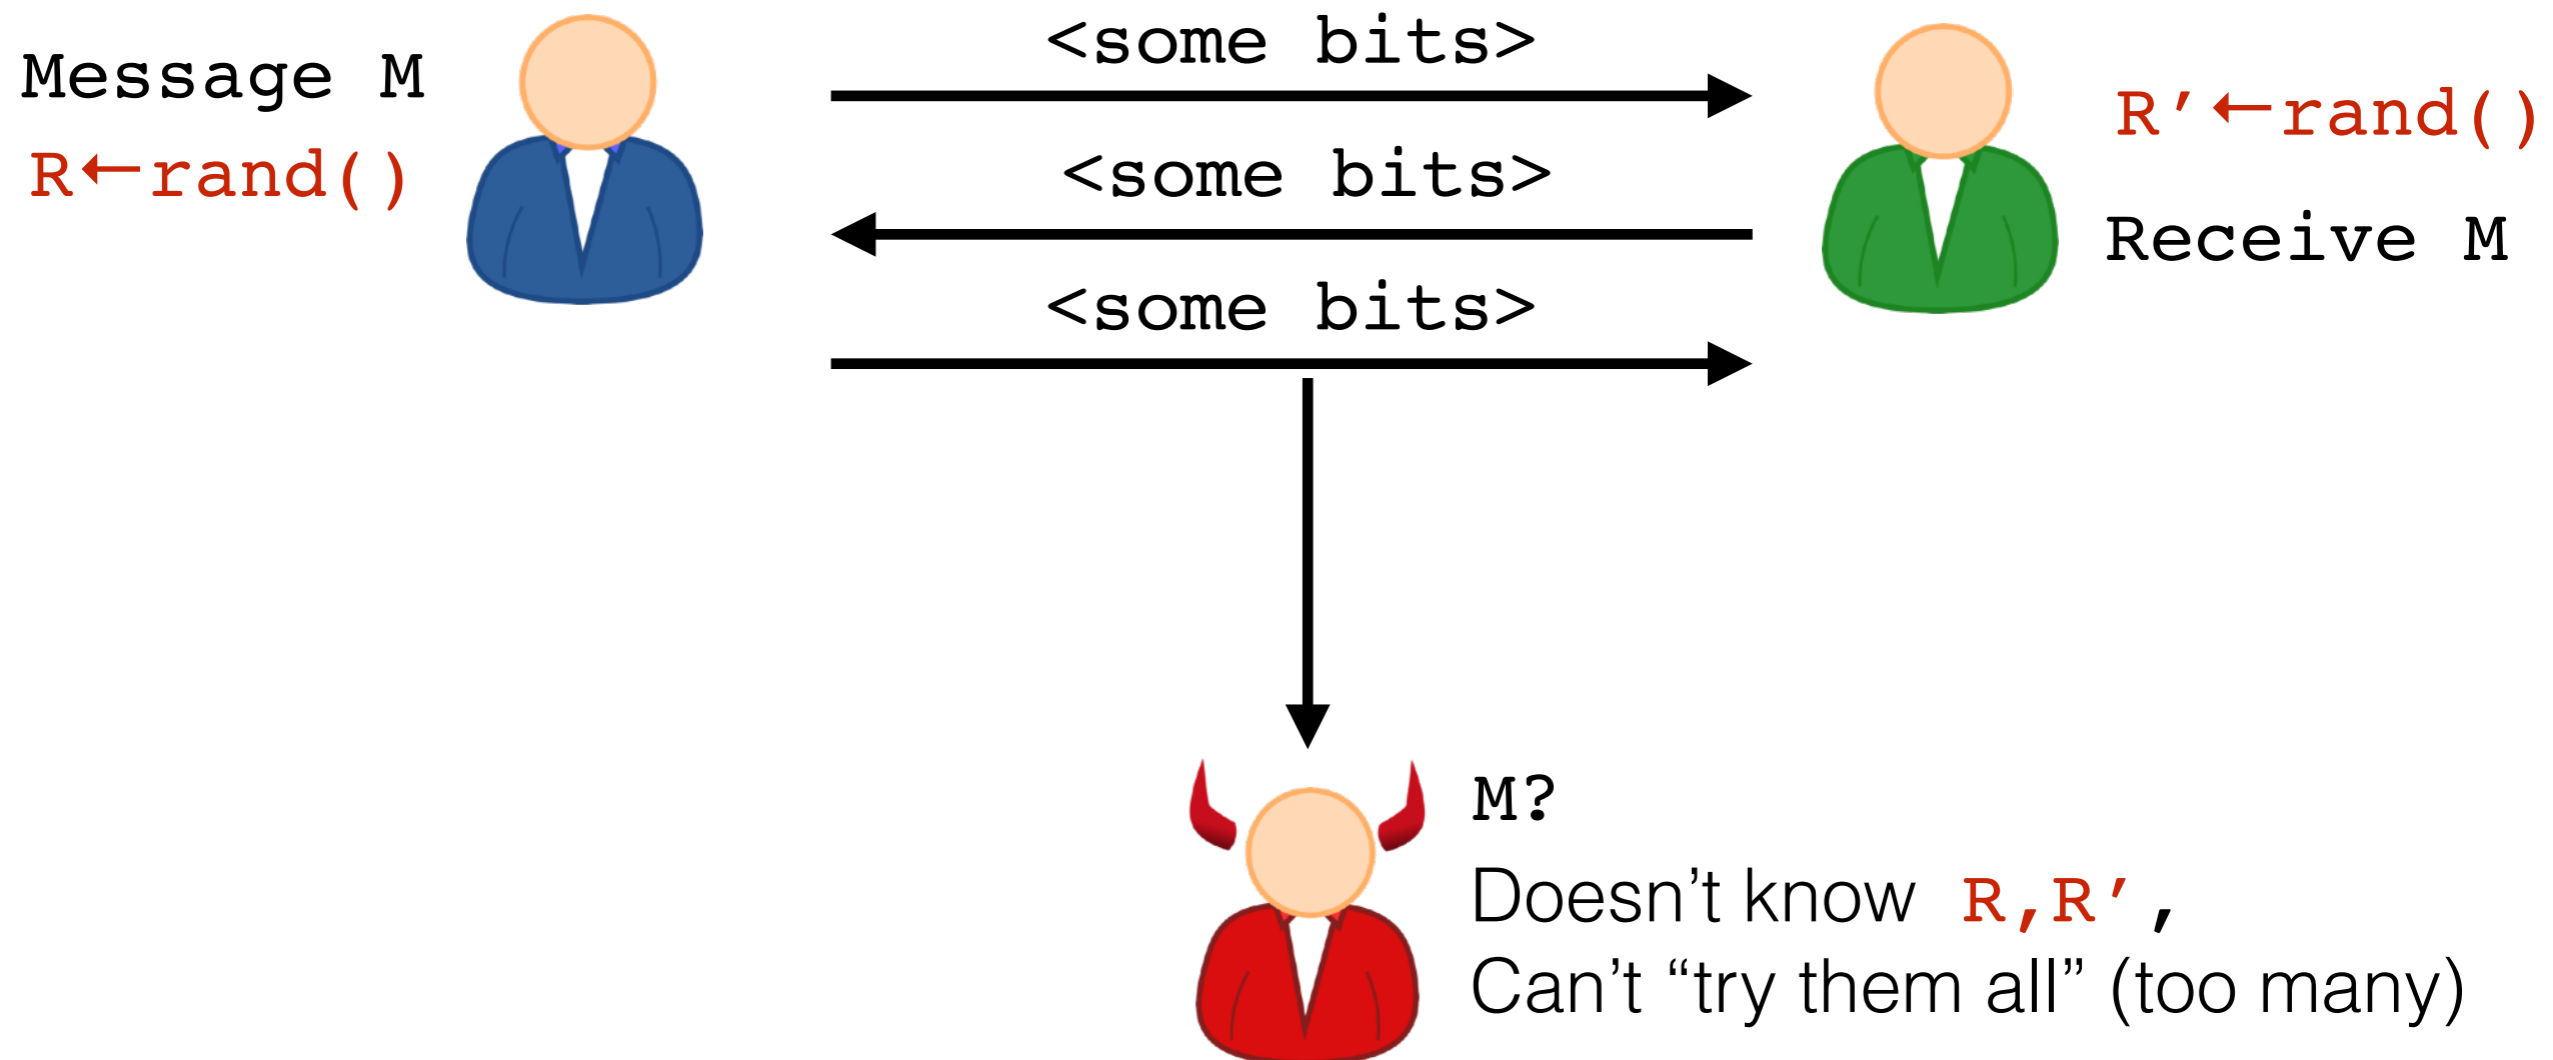 Message M
R←rand()
<some bits>
<some bits>
<some bits>
R’←rand()
Receive M
M?
Doesn’t know R,R’,
Can’t “try them all” (too many)